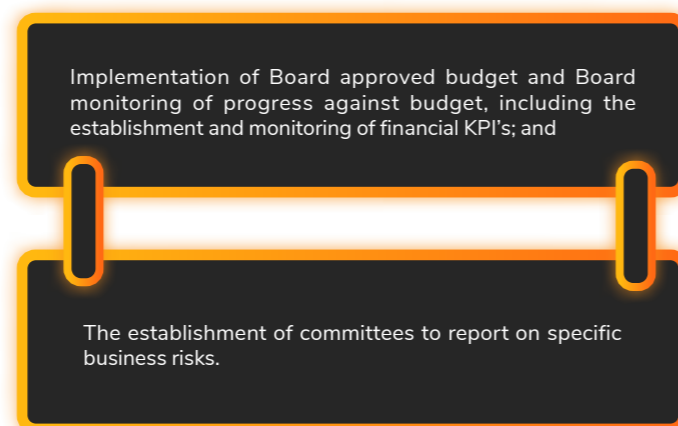 Implementation of Board approved budget and Board
monitoring of progress against budget, including the
establishment and monitoring of financial KPI’s; and
The establishment of committees to report on specific
business risks.